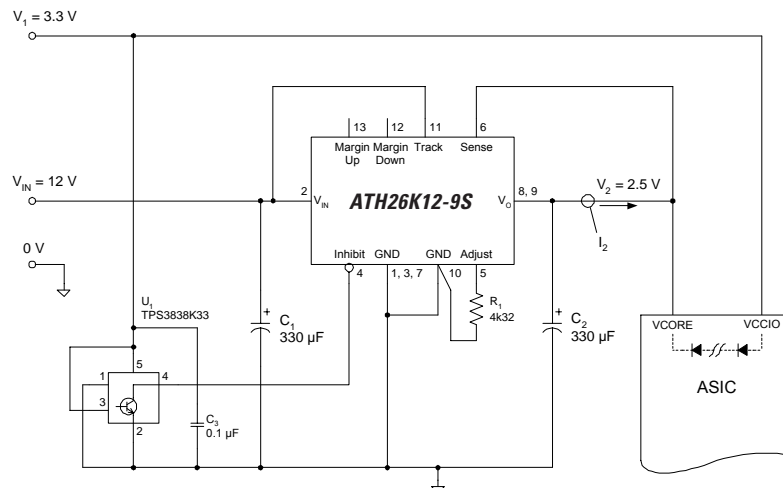 V1 = 3.3 V
13 12 11 6
Margin Up
Margin Down
Track
Sense
VIN = 12 V
2 VIN
ATH26K12-9S
VO 8, 9
V2 = 2.5 V
I2
0 V
Inhibit GND GND Adjust
4 1, 3, 7 10 5
U1
TPS3838K33
+
C1
330 µF
R1
4k32
+
C2
330 µF
VCORE VCCIO
ASIC
5
1 4
3
2
C3
0.1 µF